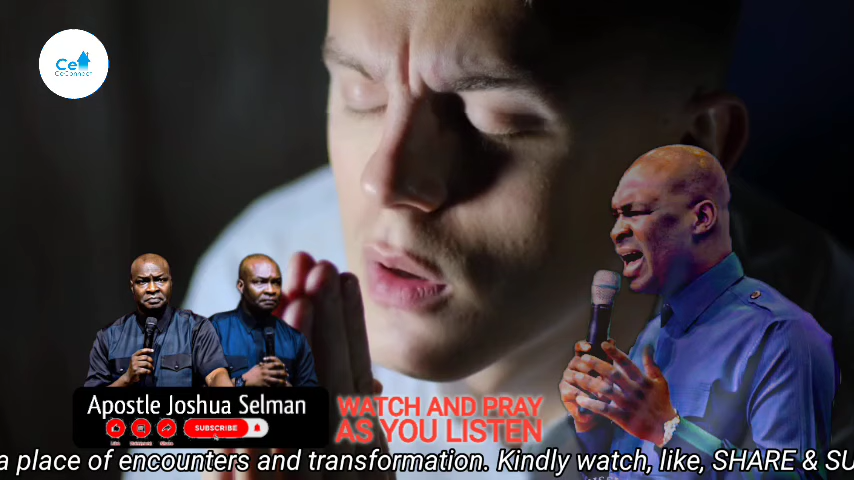 Ce
CeConnect
Apostle Joshua Selman
SUBSCRIBE
WATCH AND PRAY
AS YOU LISTEN
a place of encounters and transformation. Kindly watch, like, SHARE & SU